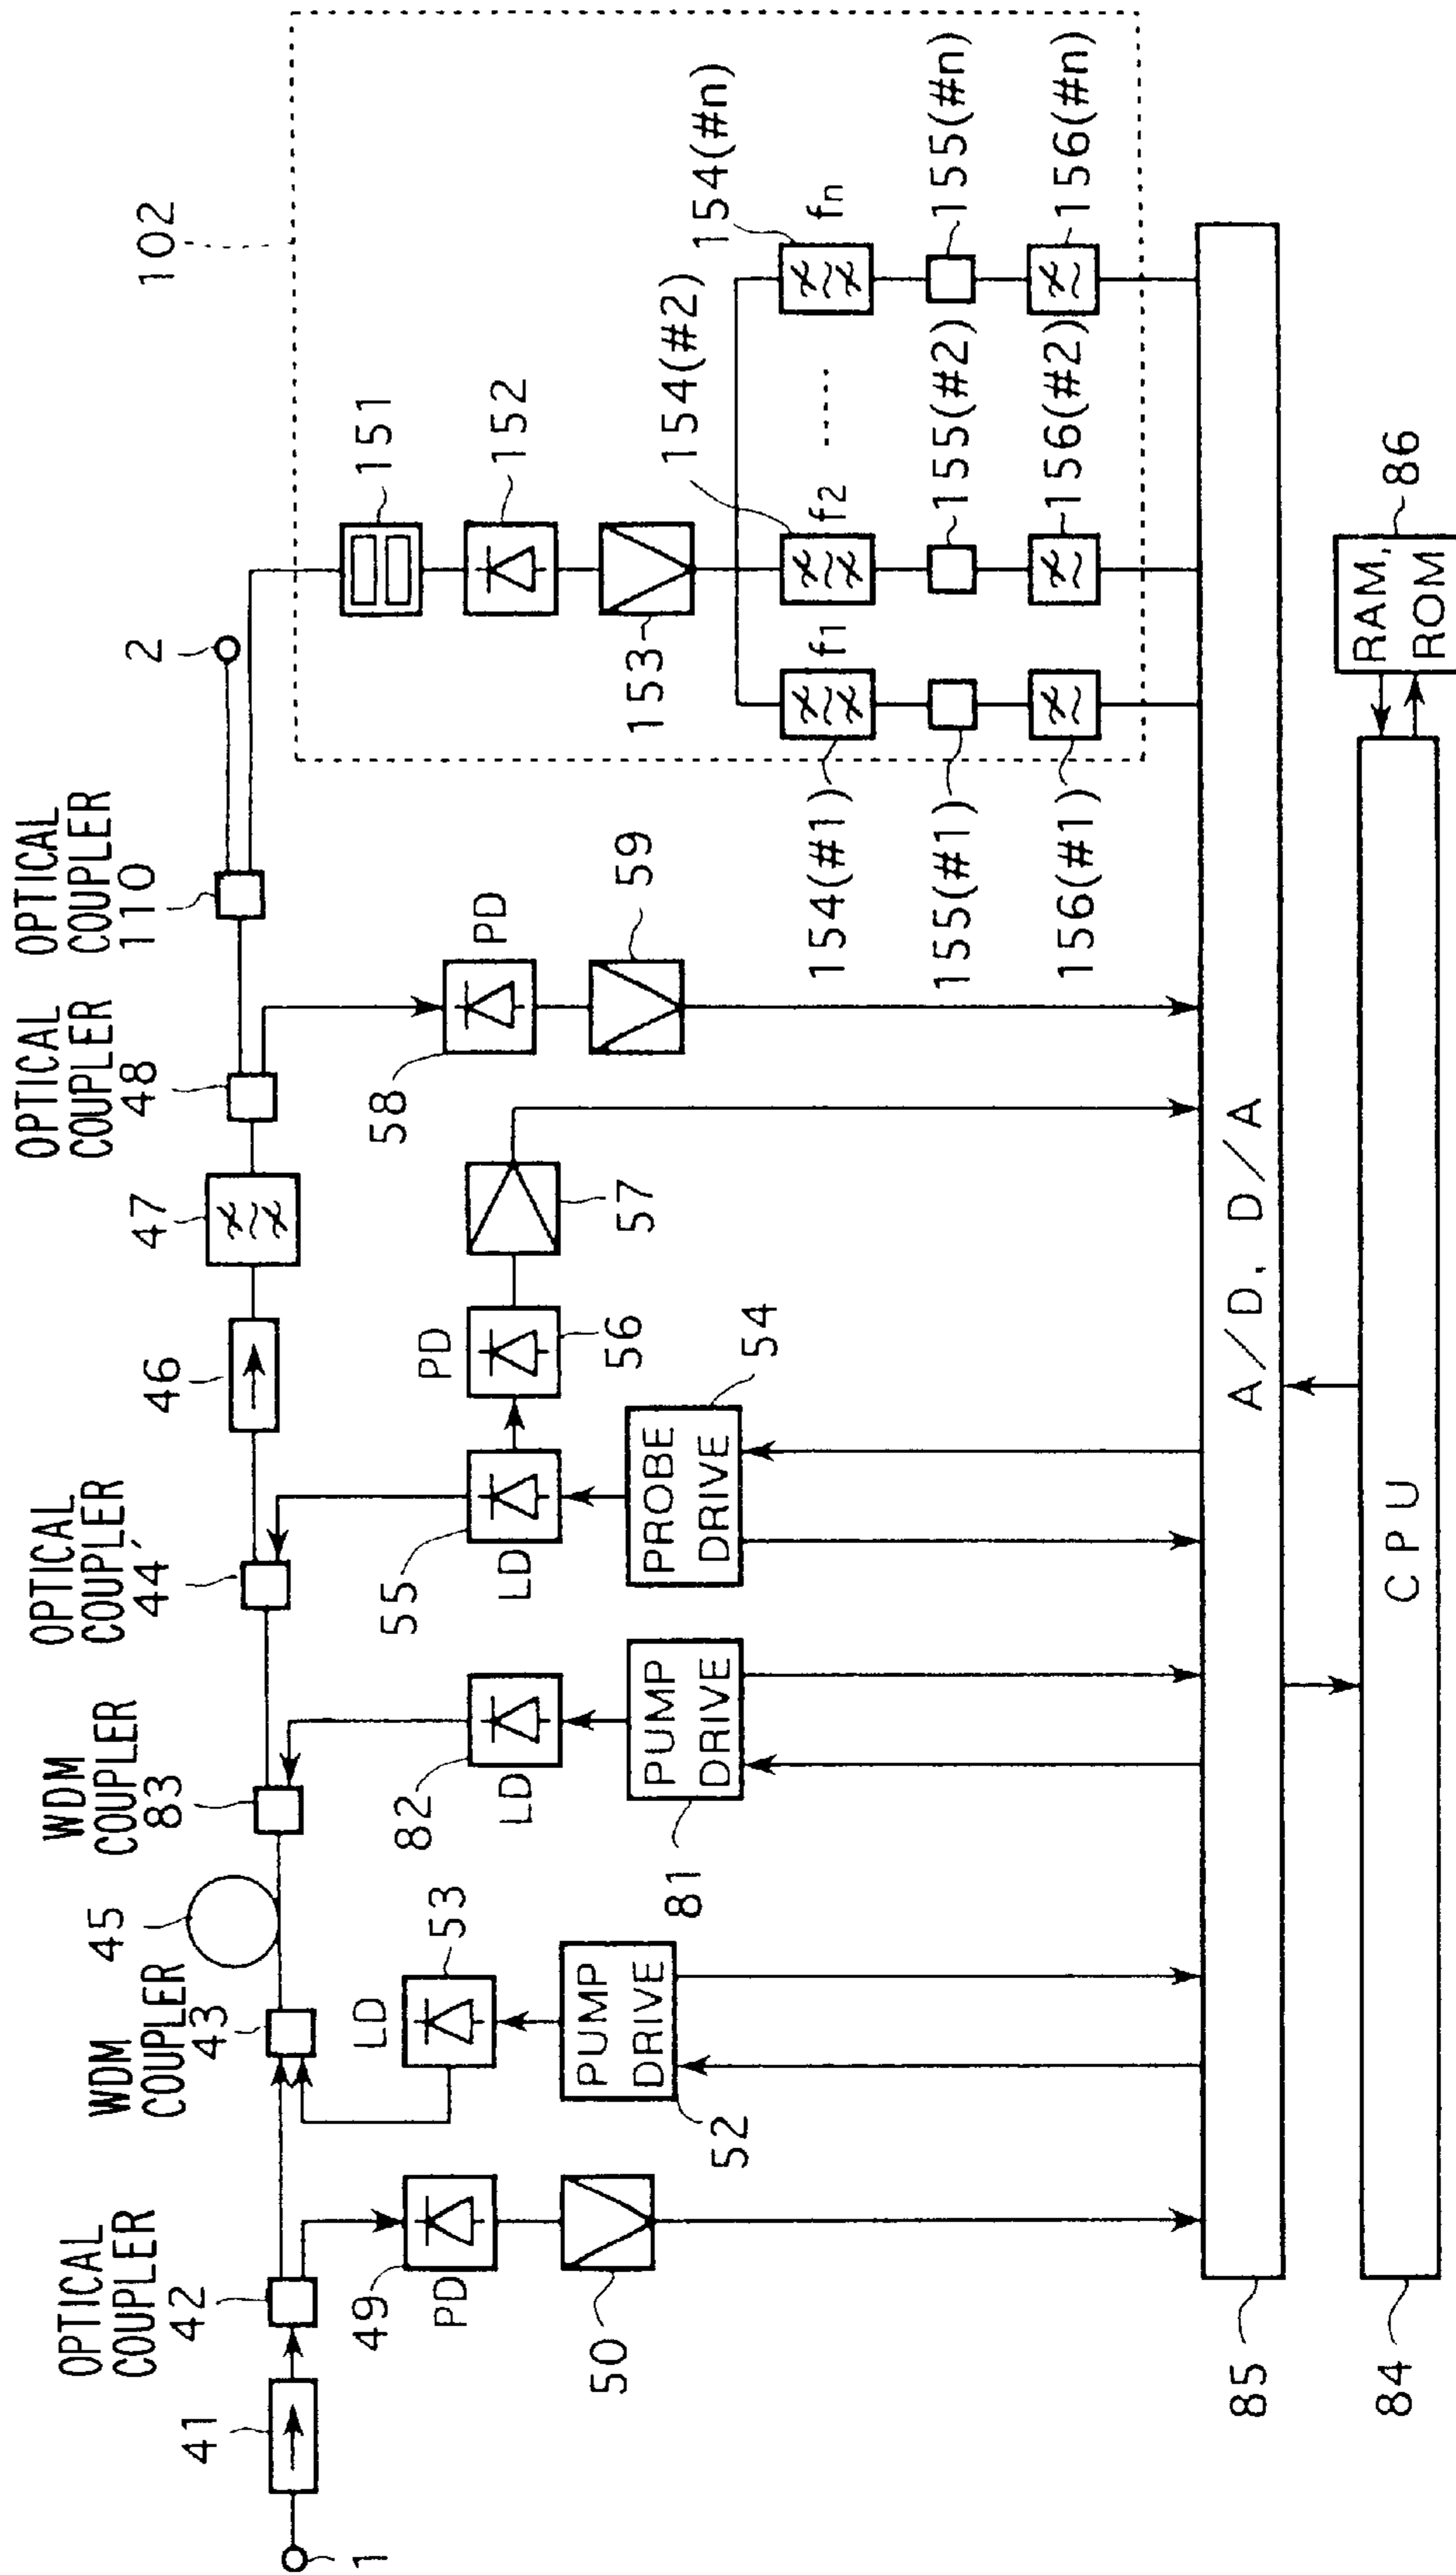 OPTICAL
COUPLER
42
WDM
COUPLER
43
45
WDM
COUPLER
83
OPTICAL
COUPLER
44
46
47
OPTICAL
COUPLER
48
OPTICAL
COUPLER
110
2
102
1
41
49
PD
50
LD
53
PUMP
DRIVE
52
82
LD
PUMP
DRIVE
81
55
LD
PROBE
DRIVE
54
PD
56
57
58
PD
59
151
152
153
154(#1)
f1
154(#2)
f2
.....
154(#n)
fn
155(#1)
155(#2)
155(#n)
156(#1)
156(#2)
156(#n)
A/D, D/A
85
CPU
84
RAM,
ROM
86